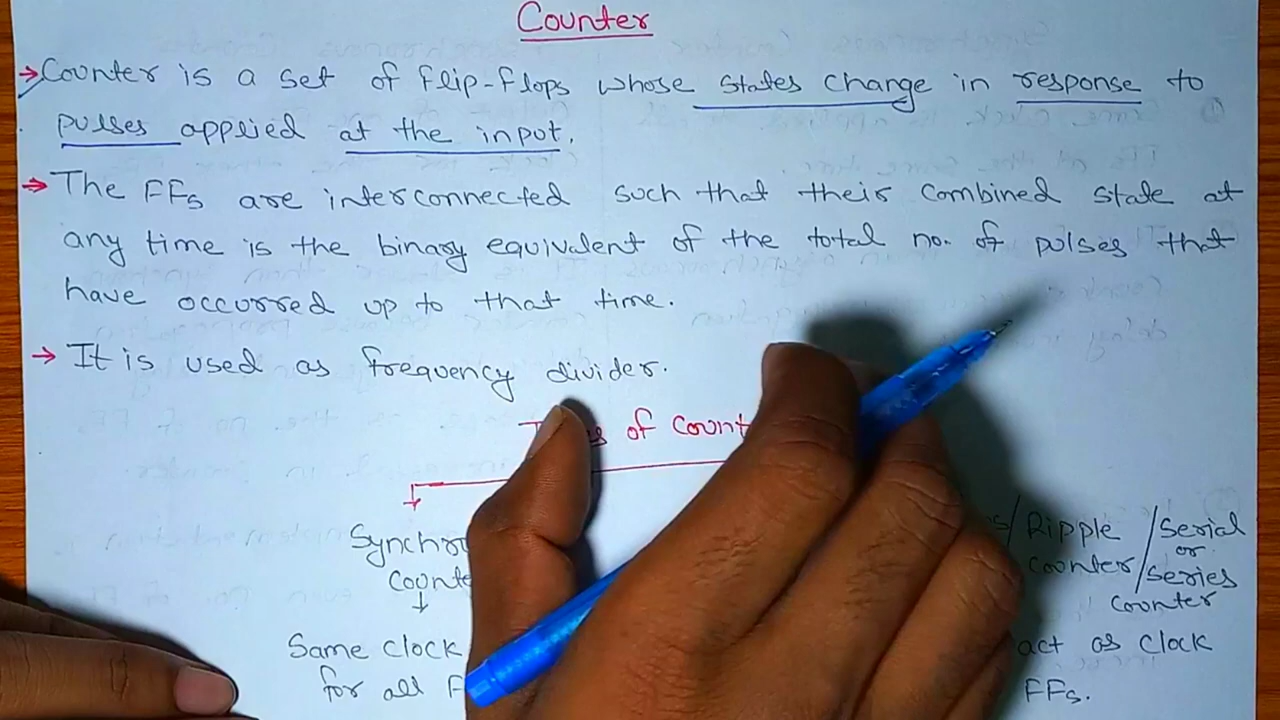 Counter
→ Counter is a set of flip-flops whose states change in response to
pulses applied at the input.
→ The FFs are interconnected such that their combined state at
any time is the binary equivalent of the total no. of pulses that
have occurred up to that time.
→ It is used as frequency divider.
of Count
Synchro
Counte
/Ripple
Counter
/Serial
or
Series
Counter
Same Clock
for all F
act as Clock
FFs.